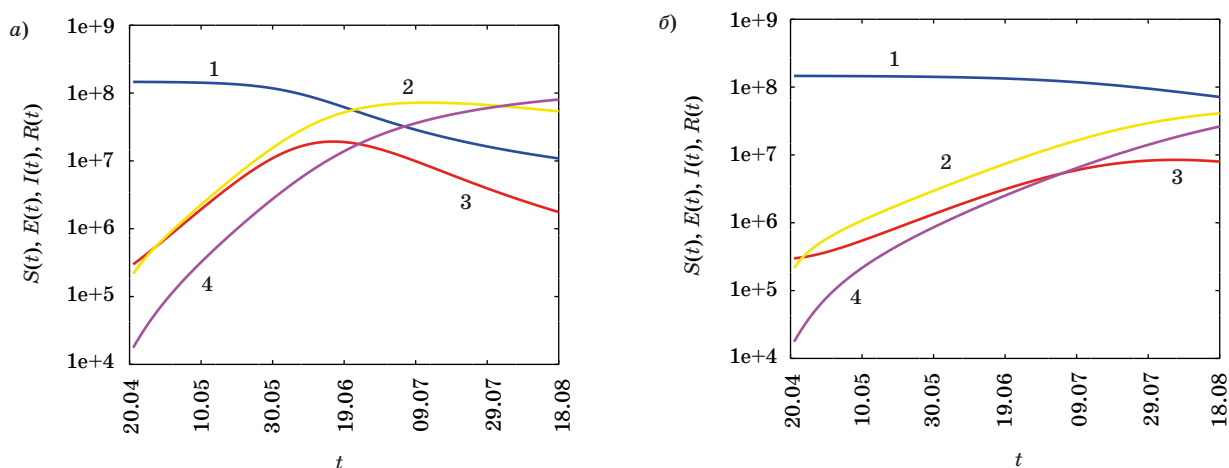 а)
S(t), E(t), I(t), R(t)
1e+9
1e+8
1e+7
1e+6
1e+5
1e+4
1
2
3
4
20.04
10.05
30.05
19.06
09.07
29.07
18.08
t
б)
S(t), E(t), I(t), R(t)
1e+9
1e+8
1e+7
1e+6
1e+5
1e+4
1
2
3
4
20.04
10.05
30.05
19.06
09.07
29.07
18.08
t